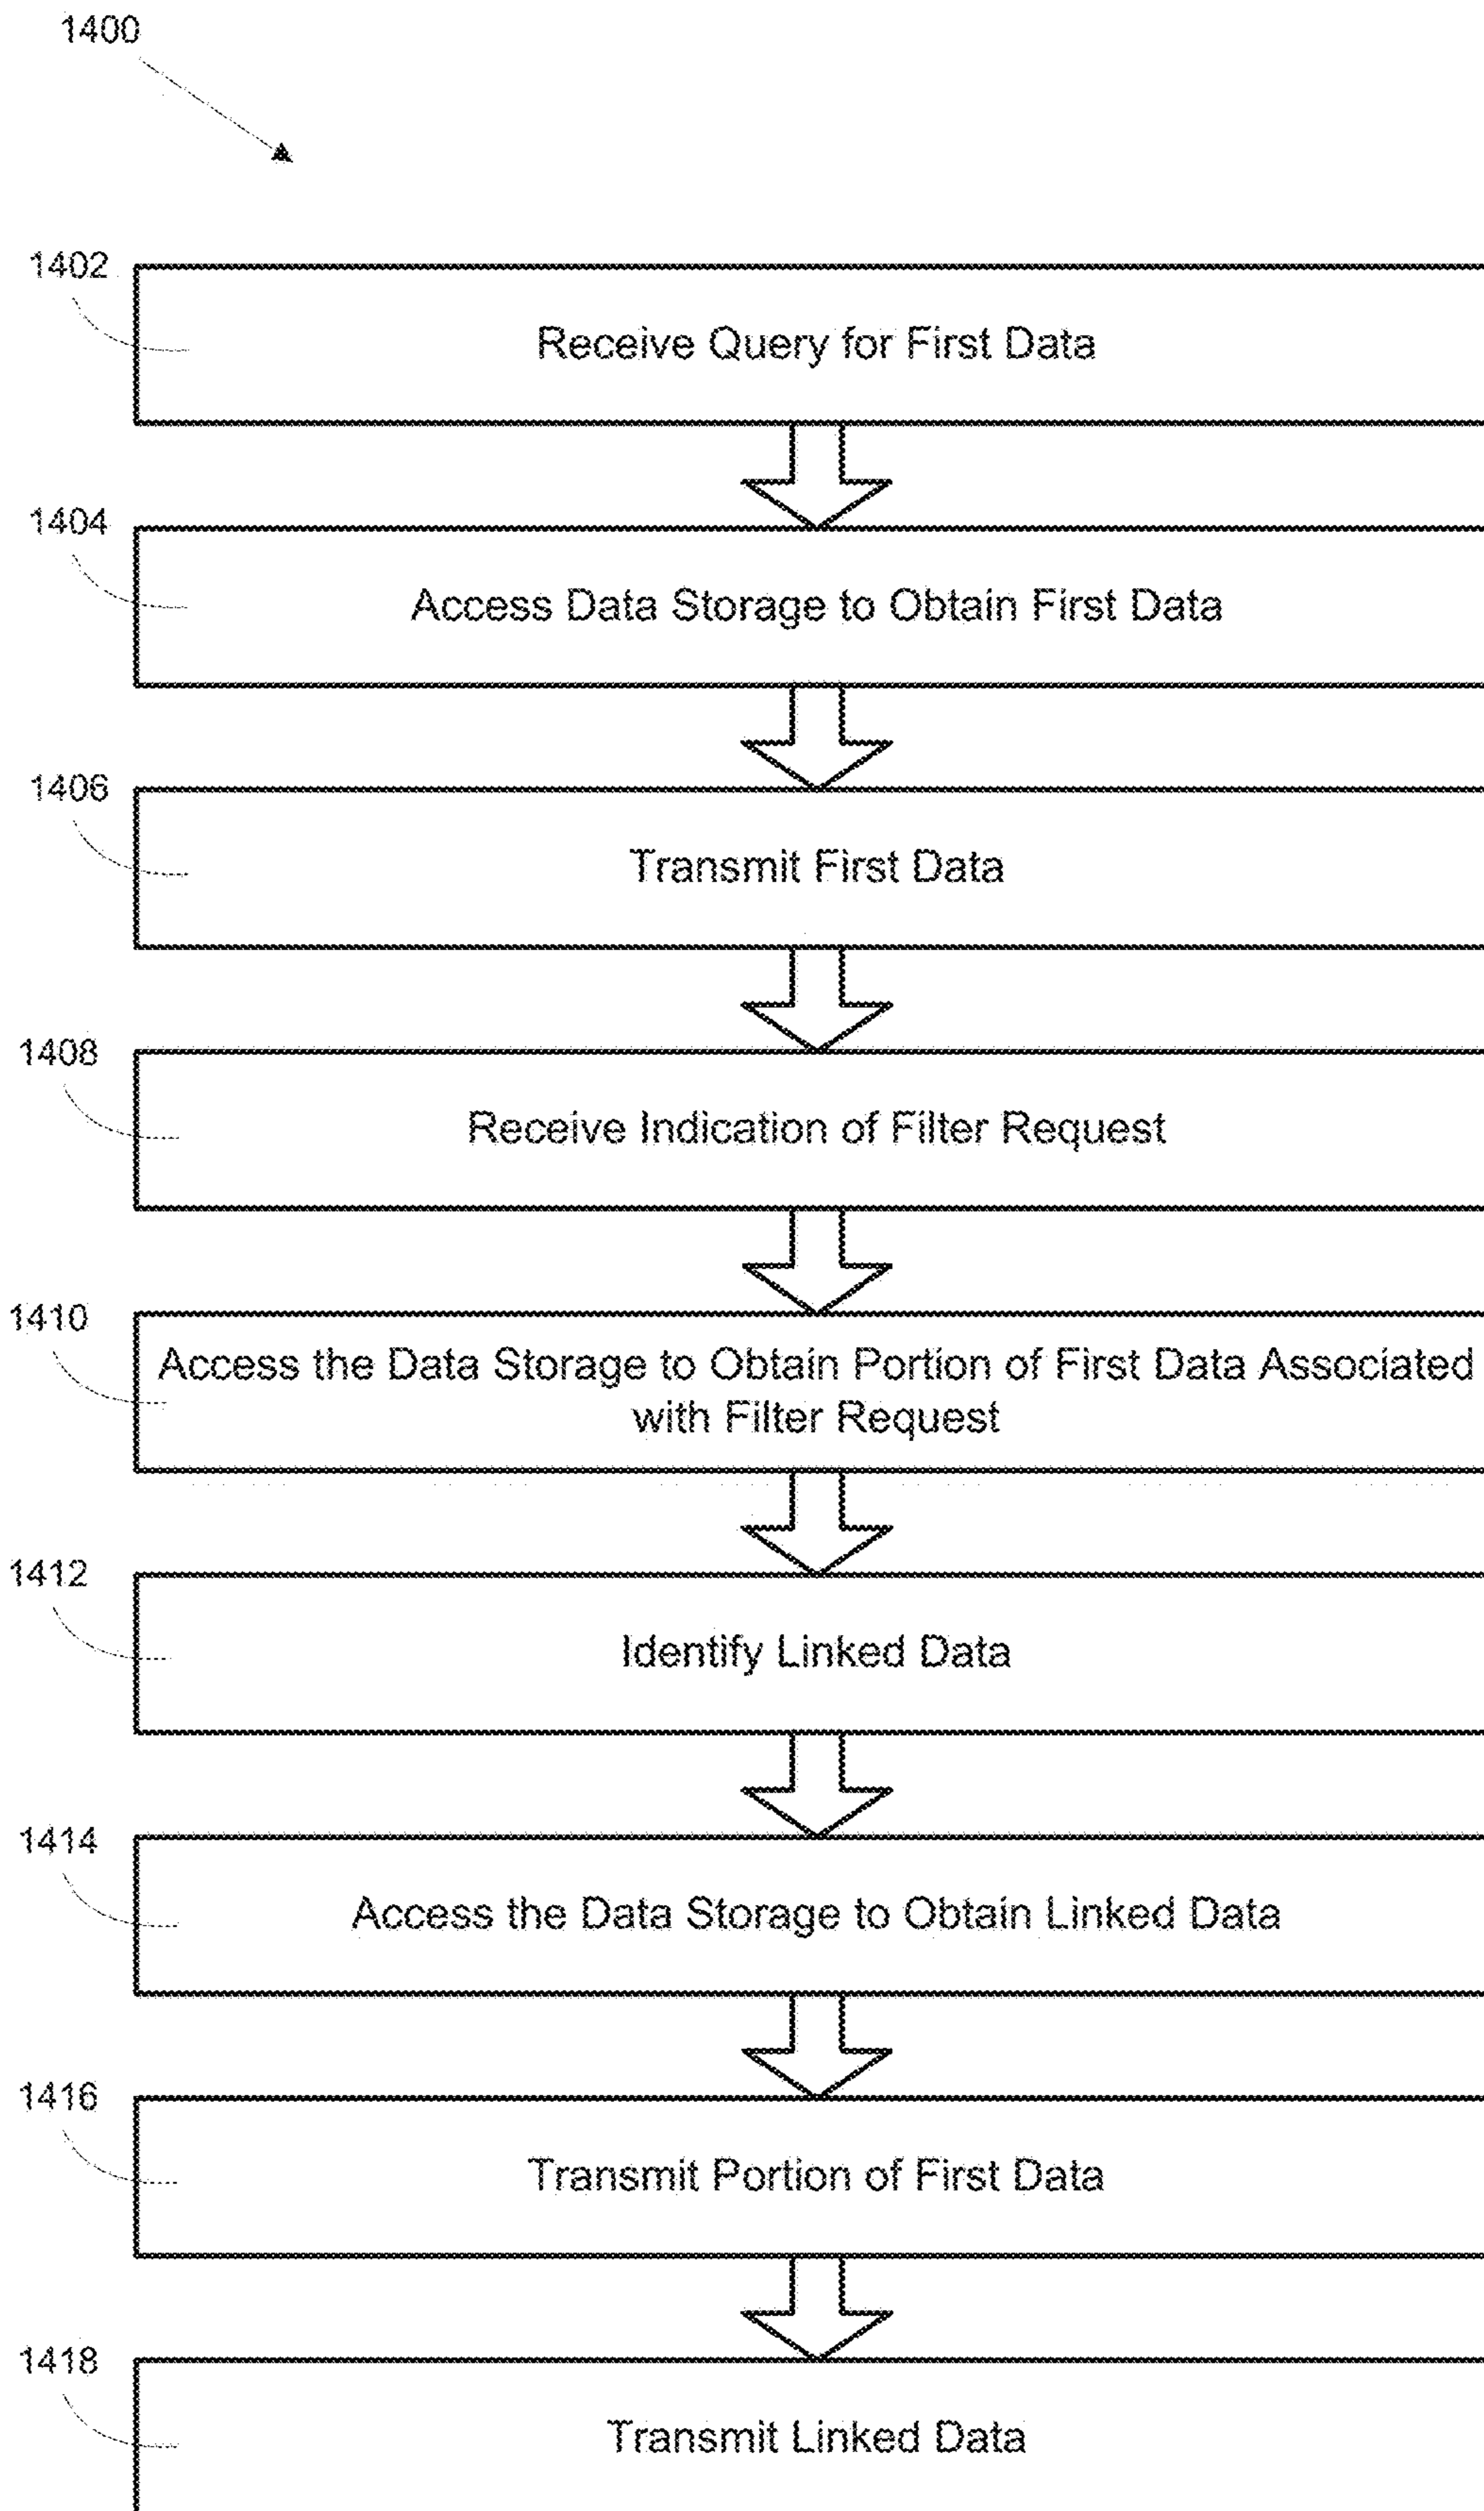 1400
1402
Receive Query for First Data
1404
Access Data Storage to Obtain First Data
1406
Transmit First Data
1408
Receive Indication of Filter Request
1410
Access the Data Storage to Obtain Portion of First Data Associated
with Filter Request
1412
Identify Linked Data
1414
Access the Data Storage to Obtain Linked Data
1416
Transmit Portion of First Data
1418
Transmit Linked Data